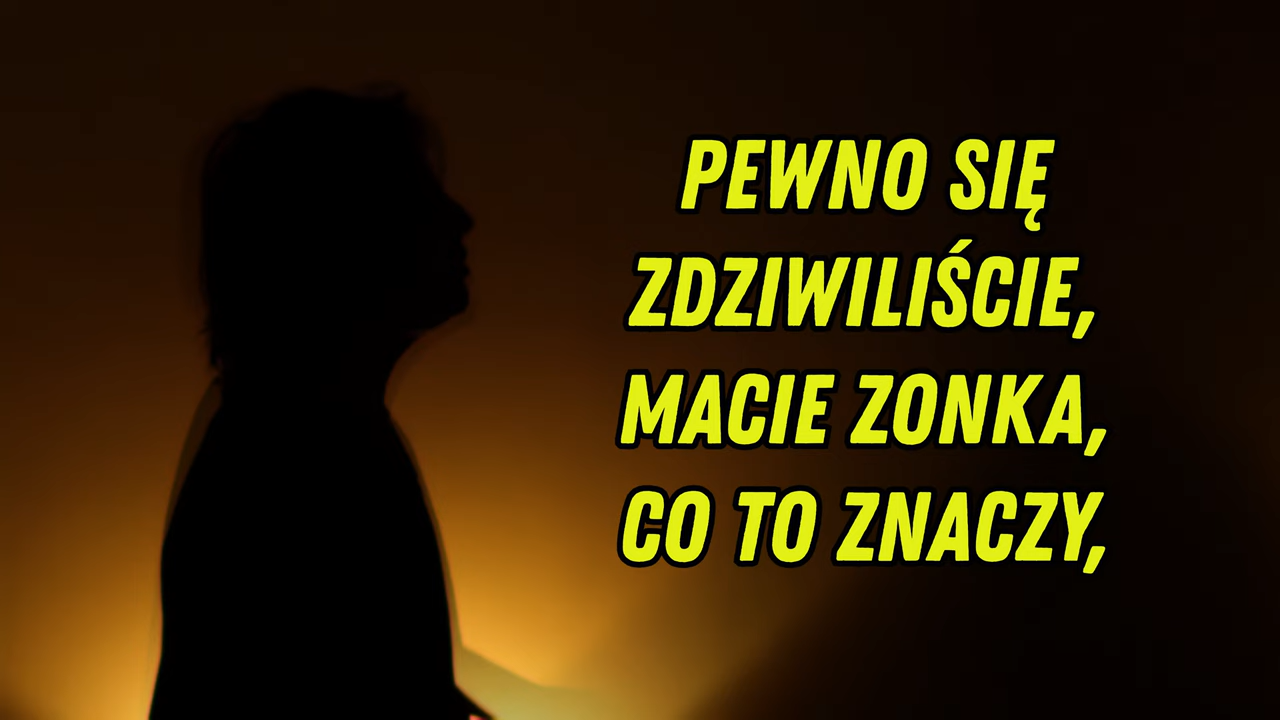 PEWNO SIĘ
ZDZIWILIŚCIE,
MACIE ZONKA,
CO TO ZNACZY,